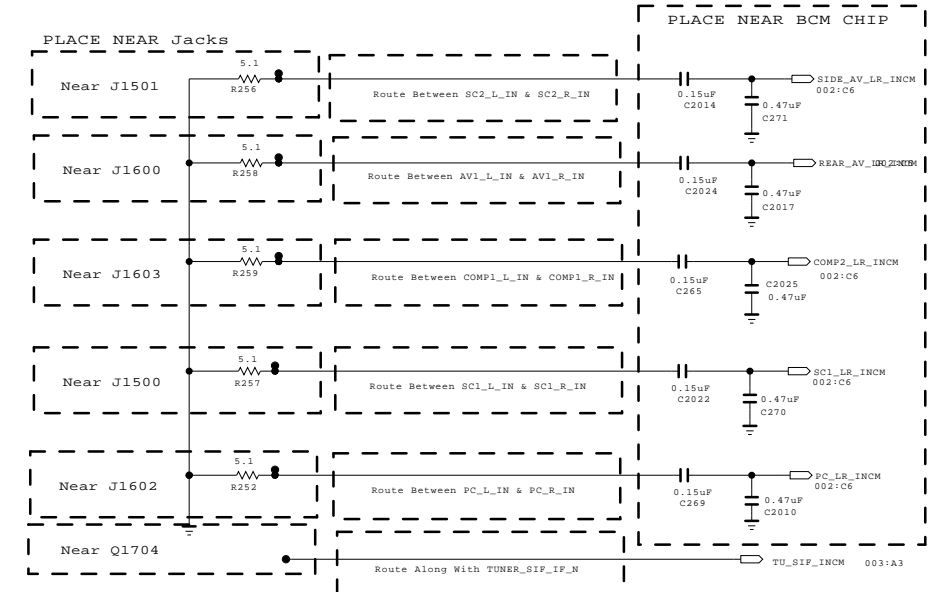 PLACE NEAR BCM CHIP
PLACE NEAR Jacks
Near J1501
5.1
R256
Route Between SC2_L_IN & SC2_R_IN
0.15uF
C2014
0.47uF
C271
SIDE_AV_LR_INCM
002:C6
Near J1600
5.1
R258
Route Between AV1_L_IN & AV1_R_IN
0.15uF
C2024
0.47uF
C2017
Near J1603
5.1
R259
Route Between COMP1_L_IN & COMP1_R_IN
0.15uF
C265
C2025
0.47uF
COMP2_LR_INCM
002:C6
Near J1500
5.1
R257
Route Between SC1_L_IN & SC1_R_IN
0.15uF
C2022
0.47uF
C270
SC1_LR_INCM
002:C6
Near J1602
5.1
R252
Route Between PC_L_IN & PC_R_IN
0.15uF
C269
0.47uF
C2010
PC_LR_INCM
002:C6
Near Q1704
Route Along With TUNER_SIF_IF_N
TU_SIF_INCM 003:A3